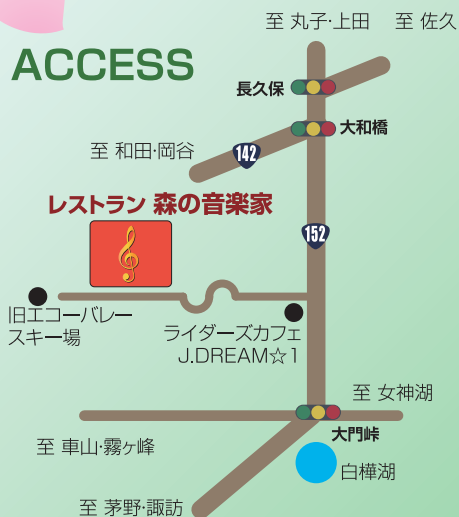 至 丸子・上田 至 佐久
ACCESS
長久保
大和橋
至 和田・岡谷
142
レストラン 森の音楽家
152
旧エコーバレー
スキー場
ライダーズカフェ
J.DREAM☆1
至 女神湖
大門峠
至 車山・霧ヶ峰
白樺湖
至 茅野・諏訪